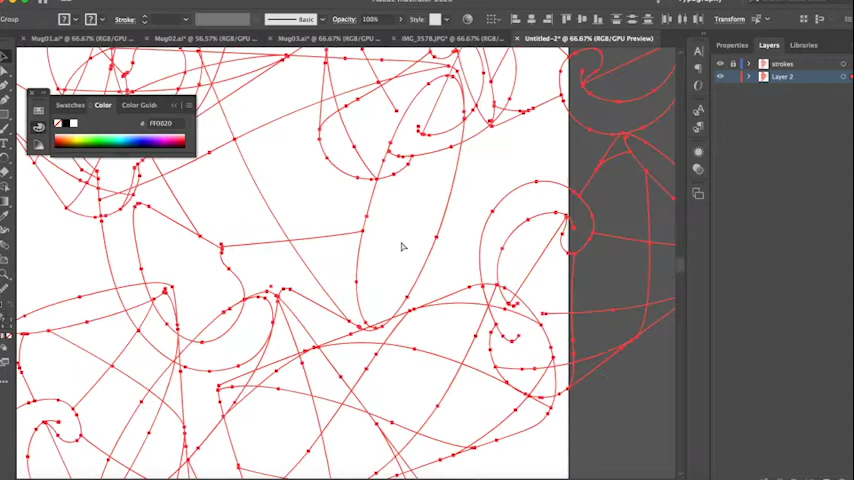 Group
Stroke:
Basic
Opacity: 100%
Style:
Transform
Mug01.ai* @ 66.67% (RGB/GPU ...
Mug02.ai* @ 56.57% (RGB/GPU ...
Mug03.ai* @ 66.67% (RGB/GPU ...
IMG_3578.JPG* @ 66.67% (RGB/GPU ...
Untitled-2* @ 66.67% (RGB/GPU Preview)
Properties
Layers
Libraries
strokes
Layer 2
Swatches
Color
Color Guide
# FF0020